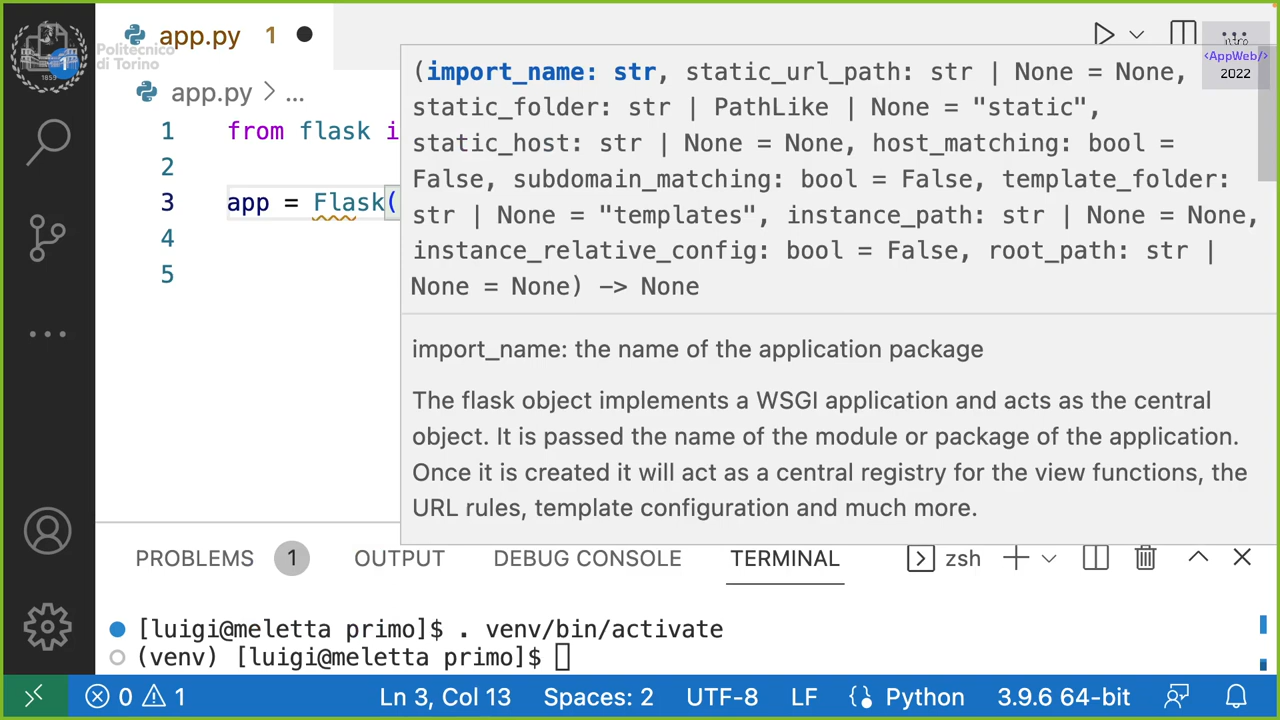 app.py 1
Politecnico
di Torino
1859
1
intro
<AppWeb/>
2022
app.py > ...
1 from flask i
2
3 app = Flask(
4
5
(import_name: str, static_url_path: str | None = None,
static_folder: str | PathLike | None = "static",
static_host: str | None = None, host_matching: bool =
False, subdomain_matching: bool = False, template_folder:
str | None = "templates", instance_path: str | None = None,
instance_relative_config: bool = False, root_path: str |
None = None) -> None
import_name: the name of the application package
The flask object implements a WSGI application and acts as the central
object. It is passed the name of the module or package of the application.
Once it is created it will act as a central registry for the view functions, the
URL rules, template configuration and much more.
PROBLEMS 1 OUTPUT DEBUG CONSOLE TERMINAL zsh
[luigi@meletta primo]$ . venv/bin/activate
(venv) [luigi@meletta primo]$
0 1 Ln 3, Col 13 Spaces: 2 UTF-8 LF Python 3.9.6 64-bit